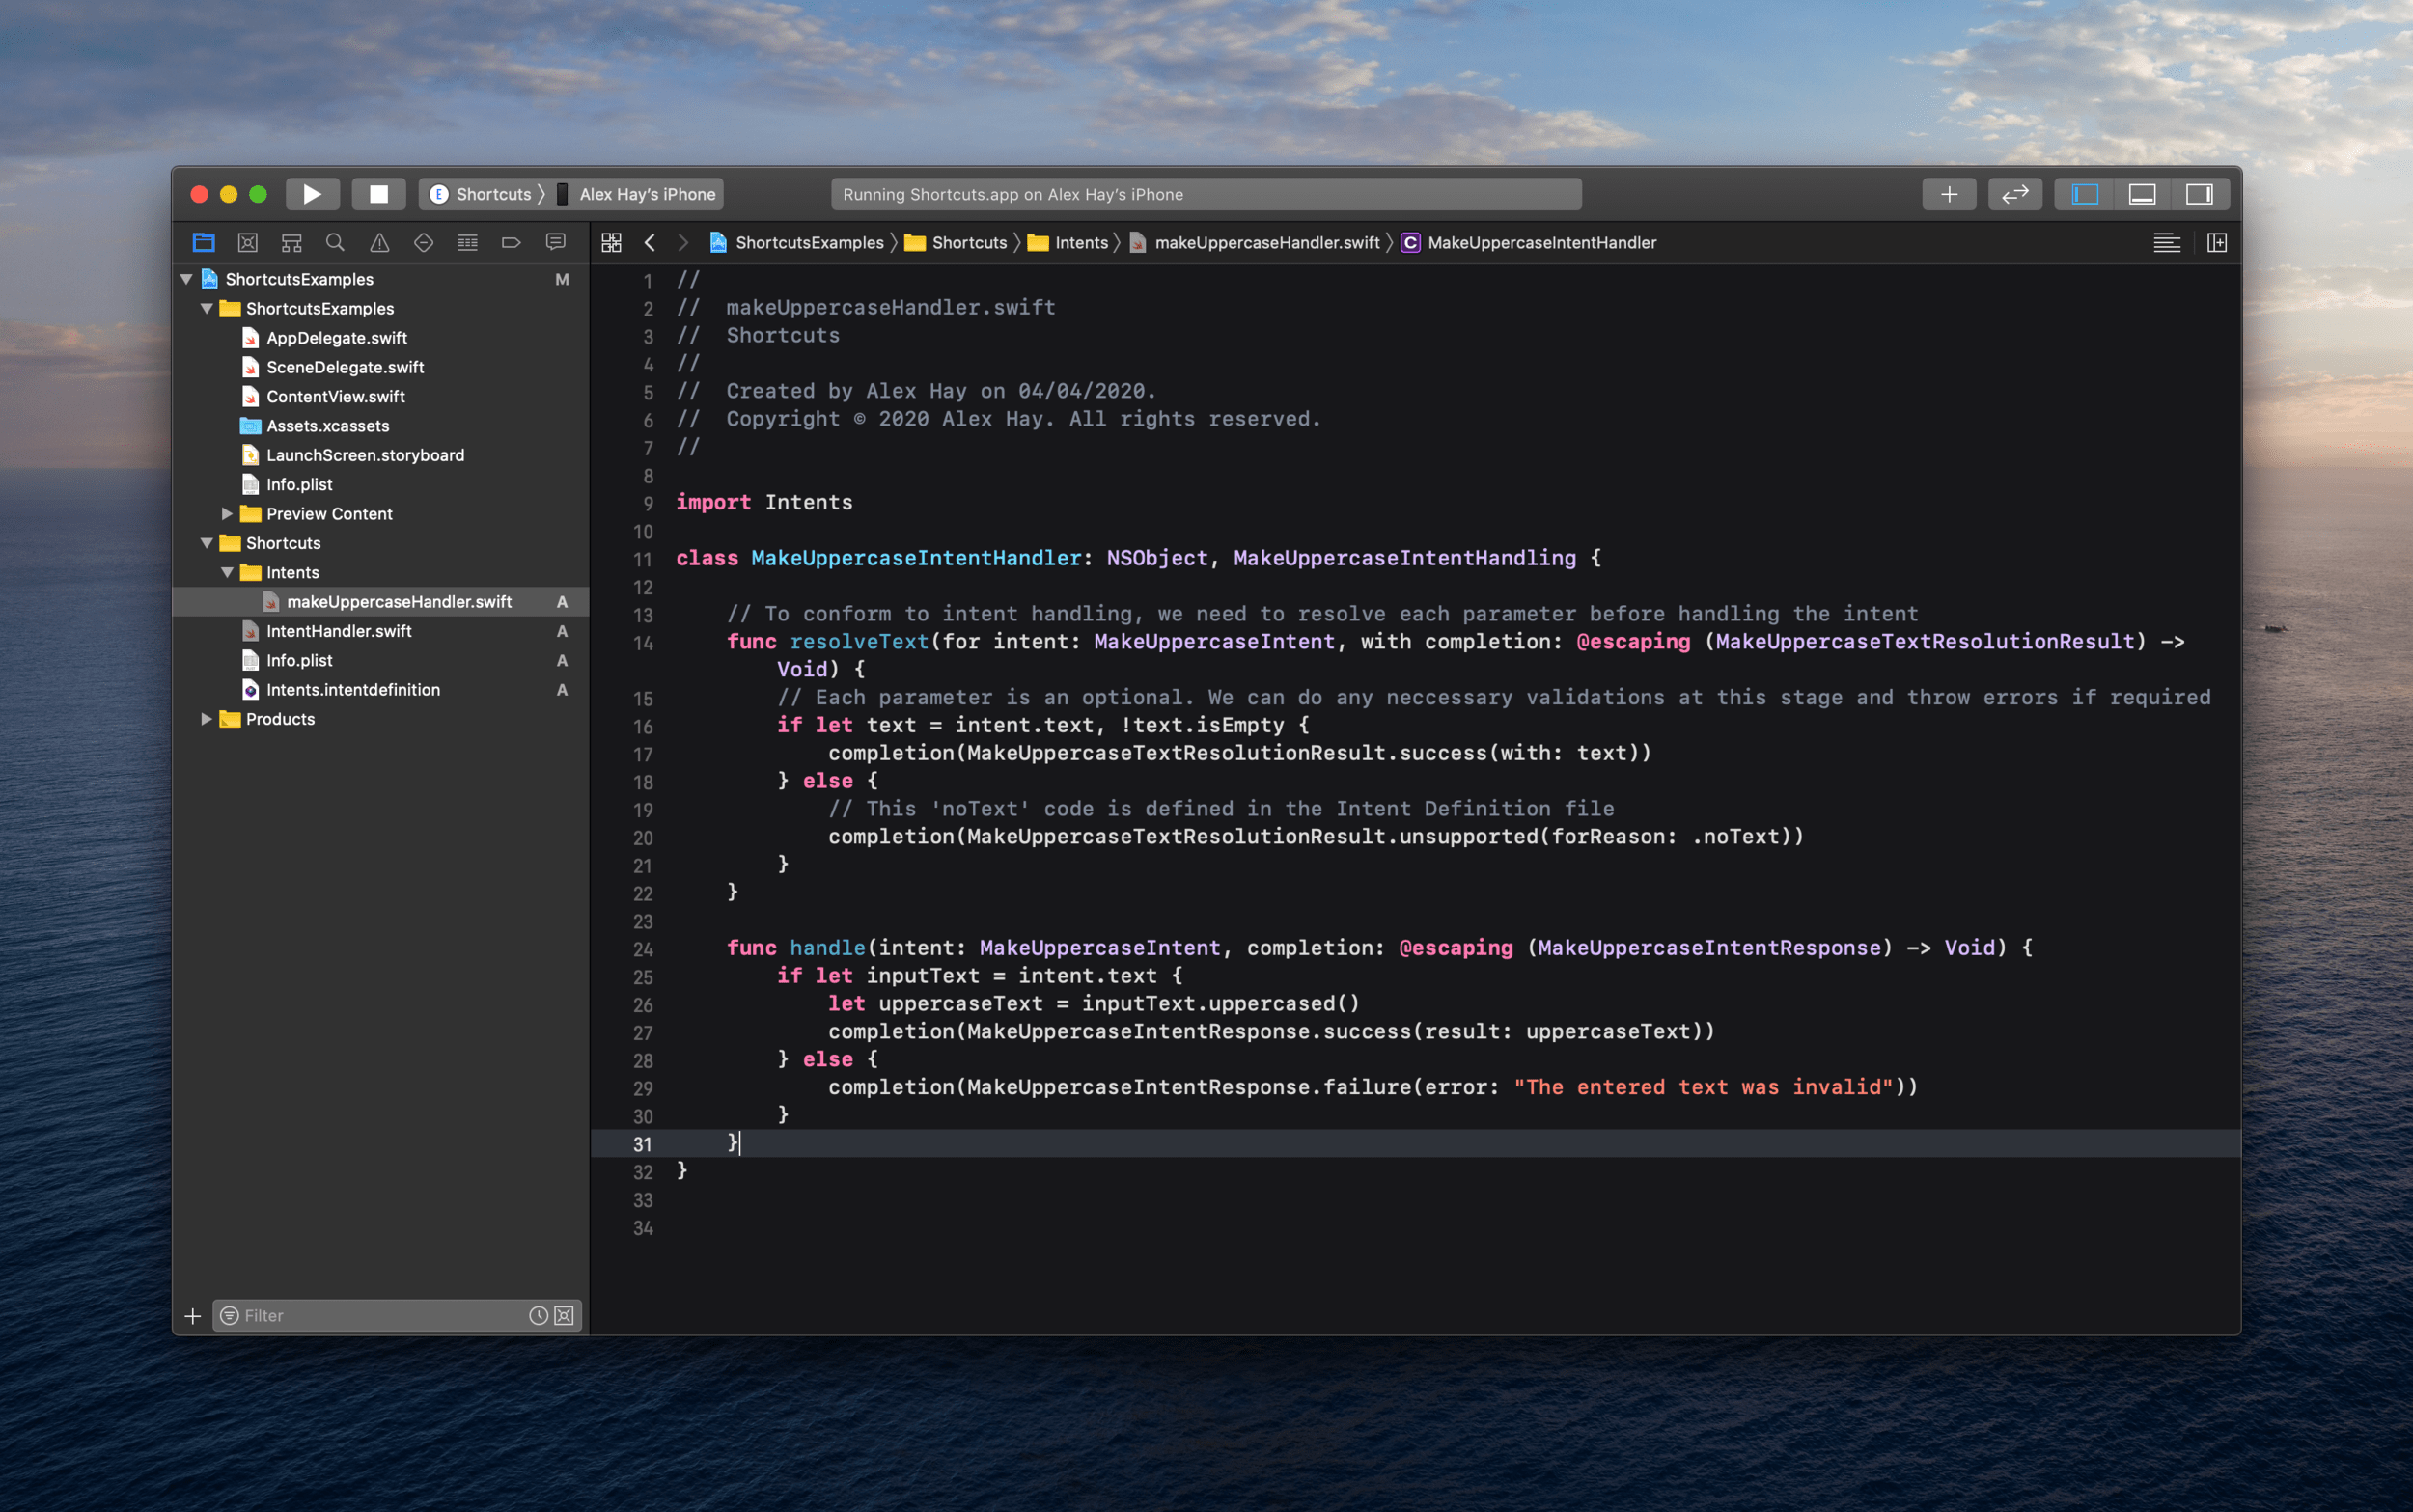 E Shortcuts 〉 Alex Hay’s iPhone
Running Shortcuts.app on Alex Hay’s iPhone
ShortcutsExamples 〉 Shortcuts 〉 Intents 〉 makeUppercaseHandler.swift 〉 C MakeUppercaseIntentHandler
ShortcutsExamples M
ShortcutsExamples
AppDelegate.swift
SceneDelegate.swift
ContentView.swift
Assets.xcassets
LaunchScreen.storyboard
Info.plist
Preview Content
Shortcuts
Intents
makeUppercaseHandler.swift A
IntentHandler.swift A
Info.plist A
Intents.intentdefinition A
Products
Filter
1 //
2 //  makeUppercaseHandler.swift
3 //  Shortcuts
4 //
5 //  Created by Alex Hay on 04/04/2020.
6 //  Copyright © 2020 Alex Hay. All rights reserved.
7 //
8
9 import Intents
10
11 class MakeUppercaseIntentHandler: NSObject, MakeUppercaseIntentHandling {
12
13     // To conform to intent handling, we need to resolve each parameter before handling the intent
14     func resolveText(for intent: MakeUppercaseIntent, with completion: @escaping (MakeUppercaseTextResolutionResult) ->
        Void) {
15         // Each parameter is an optional. We can do any neccessary validations at this stage and throw errors if required
16         if let text = intent.text, !text.isEmpty {
17             completion(MakeUppercaseTextResolutionResult.success(with: text))
18         } else {
19             // This 'noText' code is defined in the Intent Definition file
20             completion(MakeUppercaseTextResolutionResult.unsupported(forReason: .noText))
21         }
22     }
23
24     func handle(intent: MakeUppercaseIntent, completion: @escaping (MakeUppercaseIntentResponse) -> Void) {
25         if let inputText = intent.text {
26             let uppercaseText = inputText.uppercased()
27             completion(MakeUppercaseIntentResponse.success(result: uppercaseText))
28         } else {
29             completion(MakeUppercaseIntentResponse.failure(error: "The entered text was invalid"))
30         }
31     }
32 }
33
34